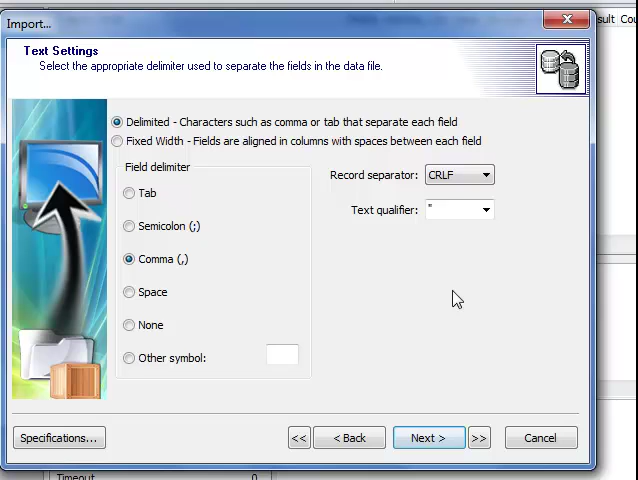 Import...
sult Cou
Text Settings
Select the appropriate delimiter used to separate the fields in the data file.
Delimited - Characters such as comma or tab that separate each field
Fixed Width - Fields are aligned in columns with spaces between each field
Field delimiter
Record separator: CRLF
Tab
Text qualifier: "
Semicolon (;)
Comma (,)
Space
None
Other symbol:
Specifications... << < Back Next > >> Cancel
Timeout 0